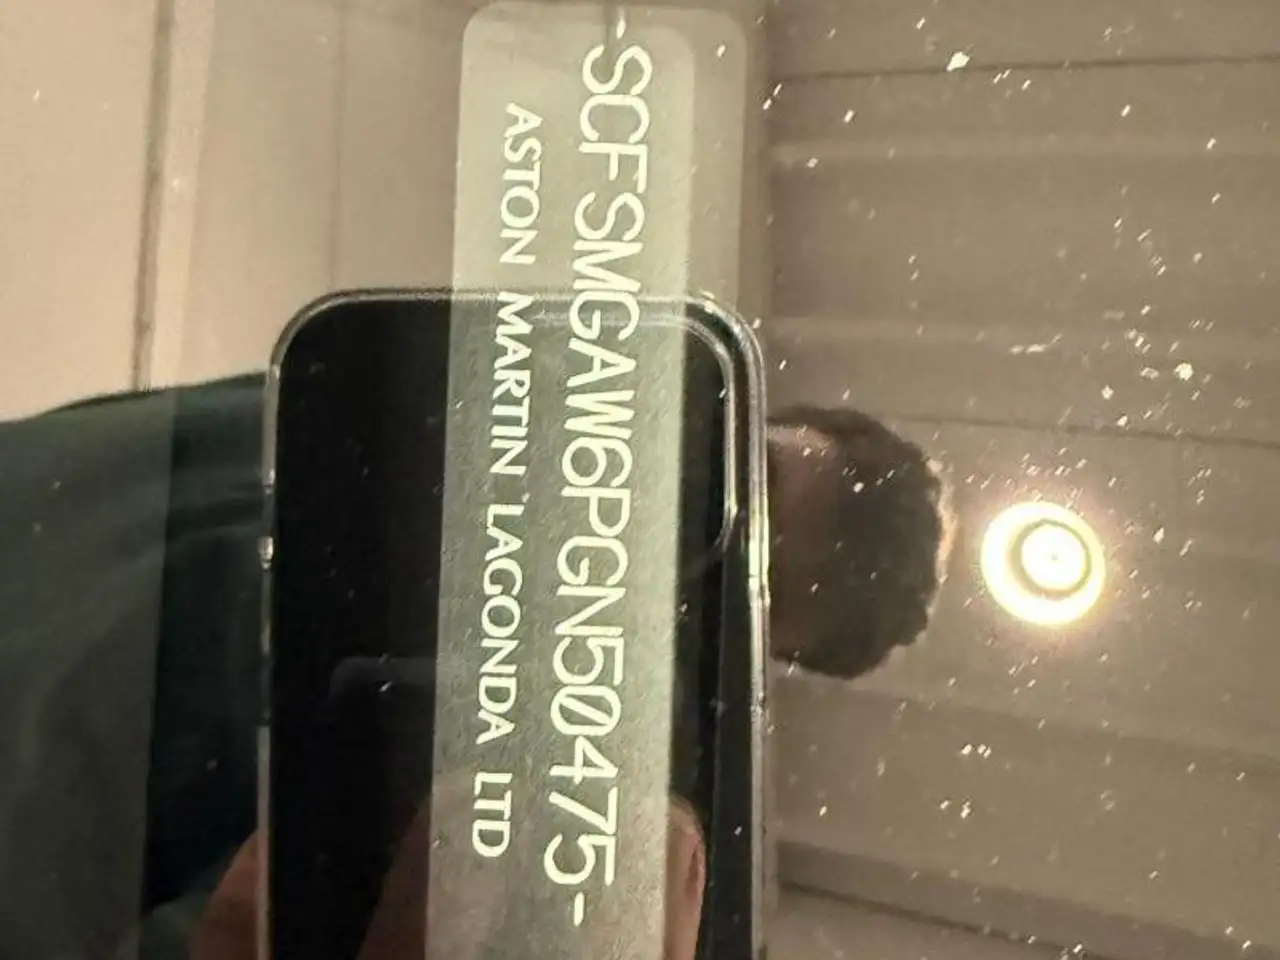 -SCFSMGAW6PGN50475-
ASTON MARTIN LAGONDA LTD